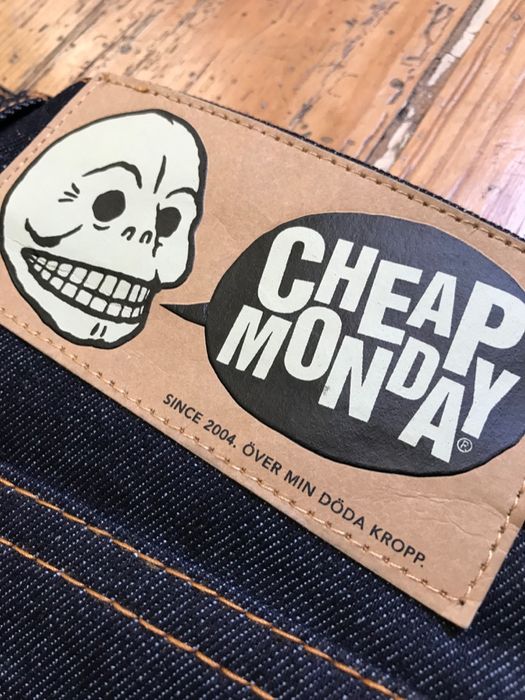 CHEAP
MONDAY®
SINCE 2004. ÖVER MIN DÖDA KROPP.